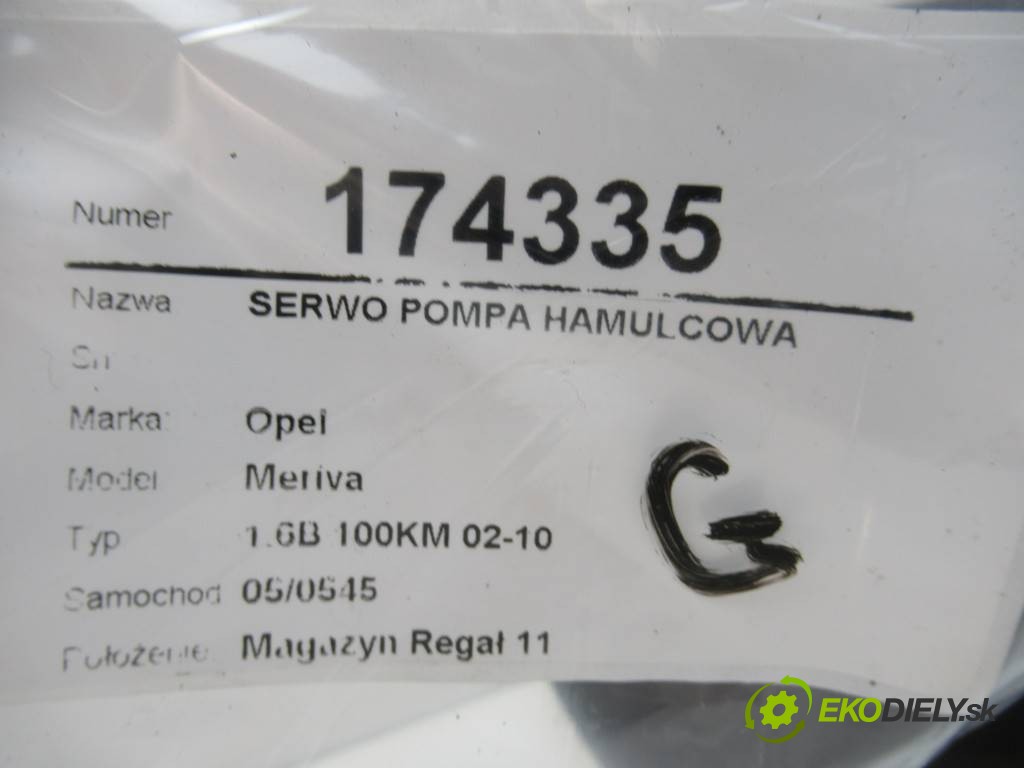 Numer 174335
Nazwa SERWO POMPA HAMULCOWA
Sn
Marka: Opel
Model Meriva
Typ 1.6B 100KM 02-10
Samochod 05/0545
Położenie: Magazyn Regał 11
G
EKODIELY.sk